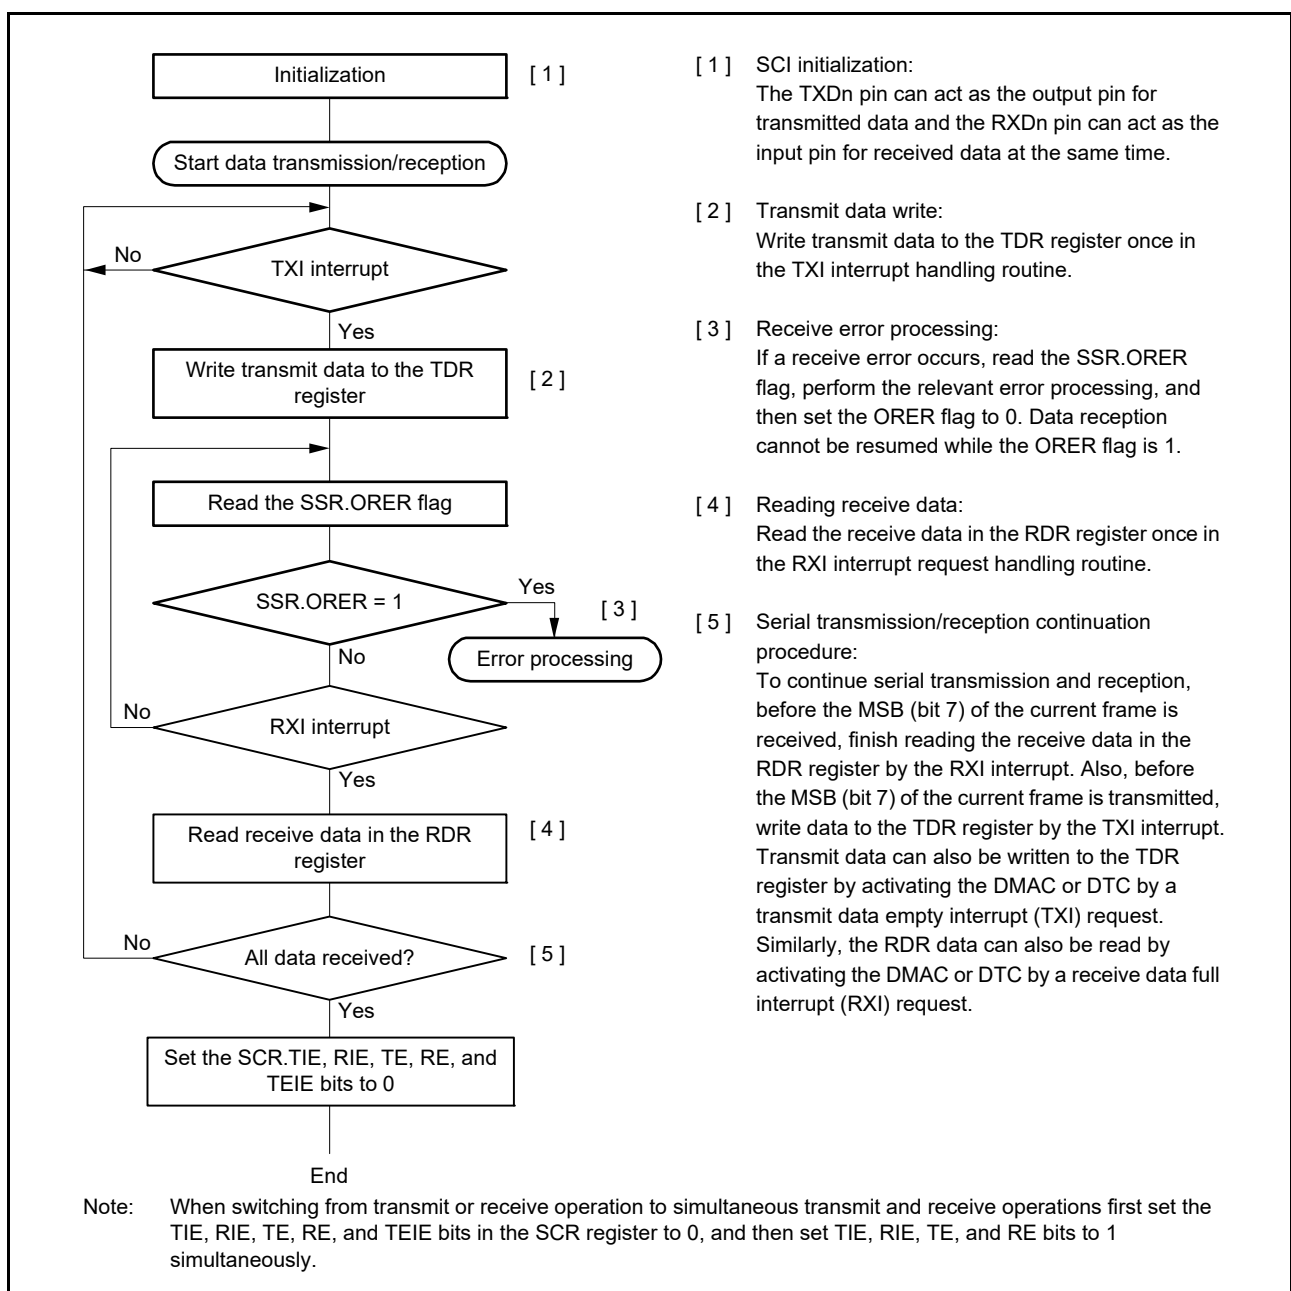 Initialization
[ 1 ]
Start data transmission/reception
No
TXI interrupt
Yes
Write transmit data to the TDR
register
[ 2 ]
Read the SSR.ORER flag
SSR.ORER = 1
Yes
[ 3 ]
Error processing
No
No
RXI interrupt
Yes
Read receive data in the RDR
register
[ 4 ]
No
All data received?
[ 5 ]
Yes
Set the SCR.TIE, RIE, TE, RE, and
TEIE bits to 0
End
[ 1 ] SCI initialization:
The TXDn pin can act as the output pin for
transmitted data and the RXDn pin can act as the
input pin for received data at the same time.
[ 2 ] Transmit data write:
Write transmit data to the TDR register once in
the TXI interrupt handling routine.
[ 3 ] Receive error processing:
If a receive error occurs, read the SSR.ORER
flag, perform the relevant error processing, and
then set the ORER flag to 0. Data reception
cannot be resumed while the ORER flag is 1.
[ 4 ] Reading receive data:
Read the receive data in the RDR register once in
the RXI interrupt request handling routine.
[ 5 ] Serial transmission/reception continuation
procedure:
To continue serial transmission and reception,
before the MSB (bit 7) of the current frame is
received, finish reading the receive data in the
RDR register by the RXI interrupt. Also, before
the MSB (bit 7) of the current frame is transmitted,
write data to the TDR register by the TXI interrupt.
Transmit data can also be written to the TDR
register by activating the DMAC or DTC by a
transmit data empty interrupt (TXI) request.
Similarly, the RDR data can also be read by
activating the DMAC or DTC by a receive data full
interrupt (RXI) request.
Note: When switching from transmit or receive operation to simultaneous transmit and receive operations first set the
TIE, RIE, TE, RE, and TEIE bits in the SCR register to 0, and then set TIE, RIE, TE, and RE bits to 1
simultaneously.